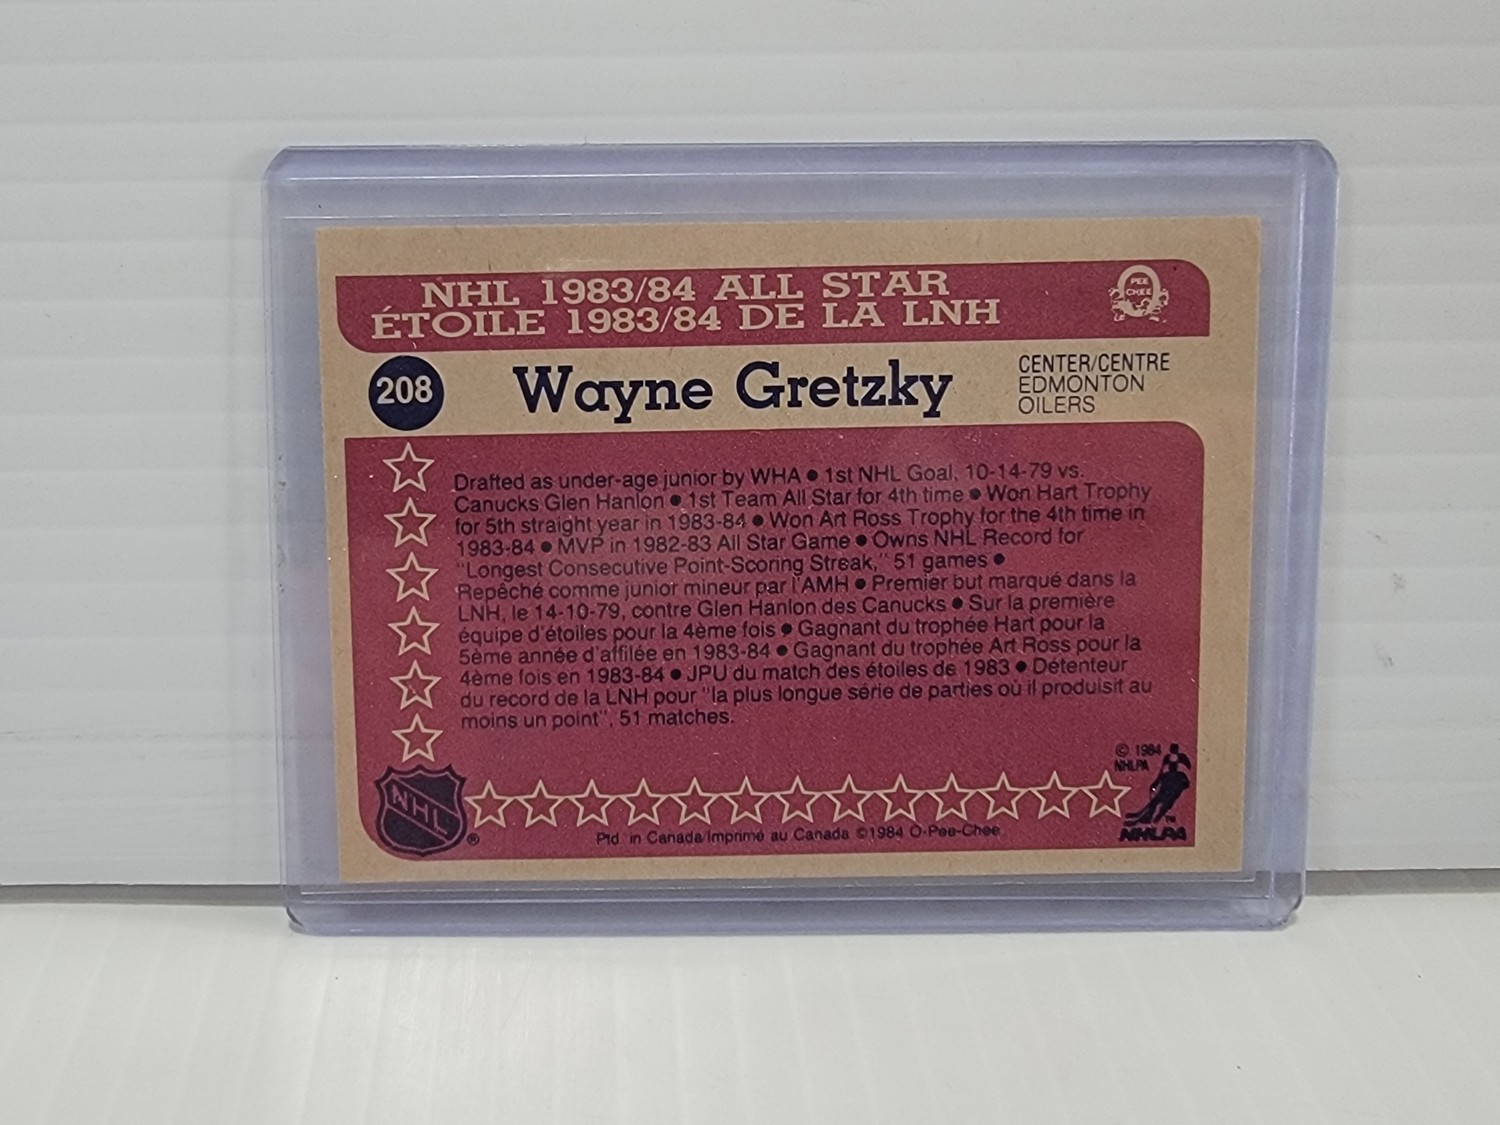 NHL 1983/84 ALL STAR
ÉTOILE 1983/84 DE LA LNH
O
PEE
CHEE
208
Wayne Gretzky
CENTER/CENTRE
EDMONTON
OILERS
Drafted as under-age junior by WHA ● 1st NHL Goal, 10-14-79 vs.
Canucks Glen Hanlon ● 1st Team All Star for 4th time ● Won Hart Trophy
for 5th straight year in 1983-84 ● Won Art Ross Trophy for the 4th time in
1983-84 ● MVP in 1982-83 All Star Game ● Owns NHL Record for
"Longest Consecutive Point-Scoring Streak," 51 games ●
Repêché comme junior mineur par l'AMH ● Premier but marqué dans la
LNH, le 14-10-79, contre Glen Hanlon des Canucks ● Sur la première
équipe d'étoiles pour la 4ème fois ● Gagnant du trophée Hart pour la
5ème année d'affilée en 1983-84 ● Gagnant du trophée Art Ross pour la
4ème fois en 1983-84 ● JPU du match des étoiles de 1983 ● Détenteur
du record de la LNH pour "la plus longue série de parties où il produisit au
moins un point", 51 matches.
© 1984
NHLPA
NHL
®
Ptd. in Canada/Imprimé au Canada ©1984 O-Pee-Chee
TM
NHLPA